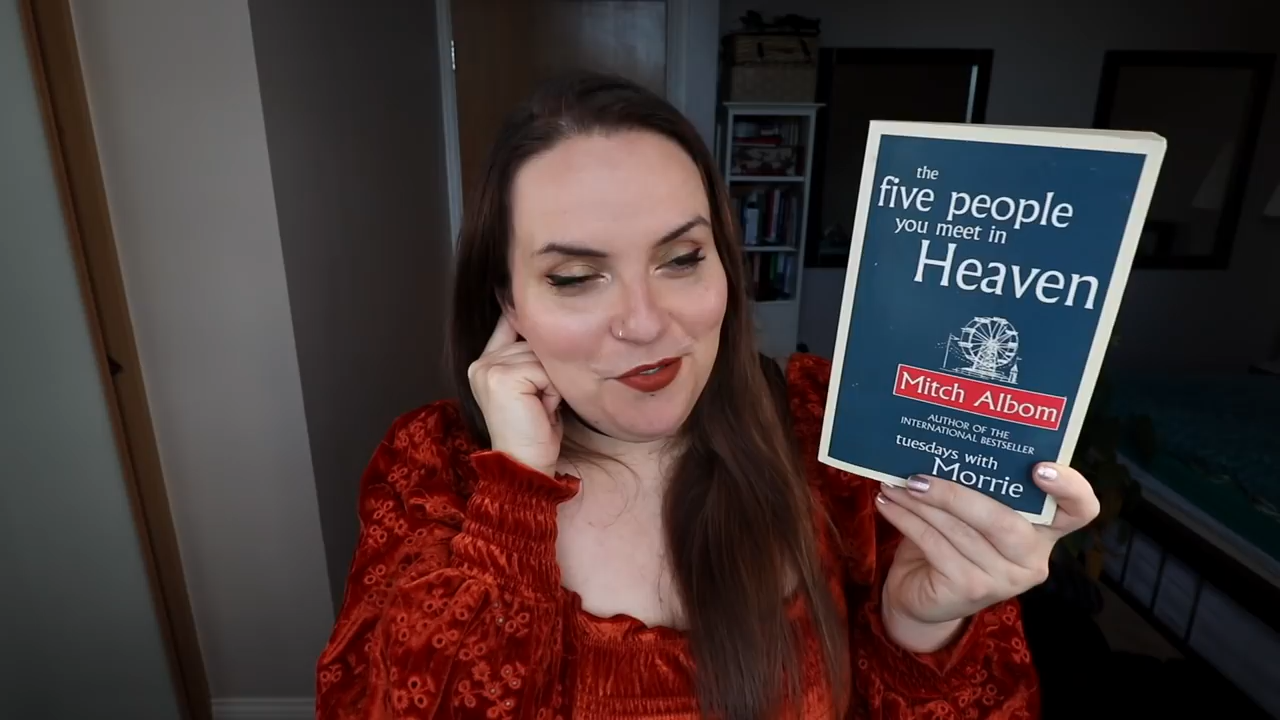 the
five people
you meet in
Heaven
Mitch Albom
AUTHOR OF THE
INTERNATIONAL BESTSELLER
tuesdays with
Morrie